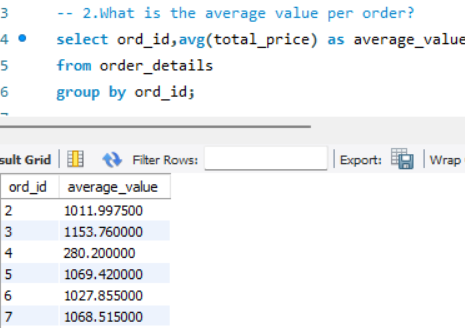 3 -- 2.What is the average value per order?
4 select ord_id,avg(total_price) as average_value
5 from order_details
6 group by ord_id;
sult Grid Filter Rows: Export: Wrap
ord_id average_value
2 1011.997500
3 1153.760000
4 280.200000
5 1069.420000
6 1027.855000
7 1068.515000